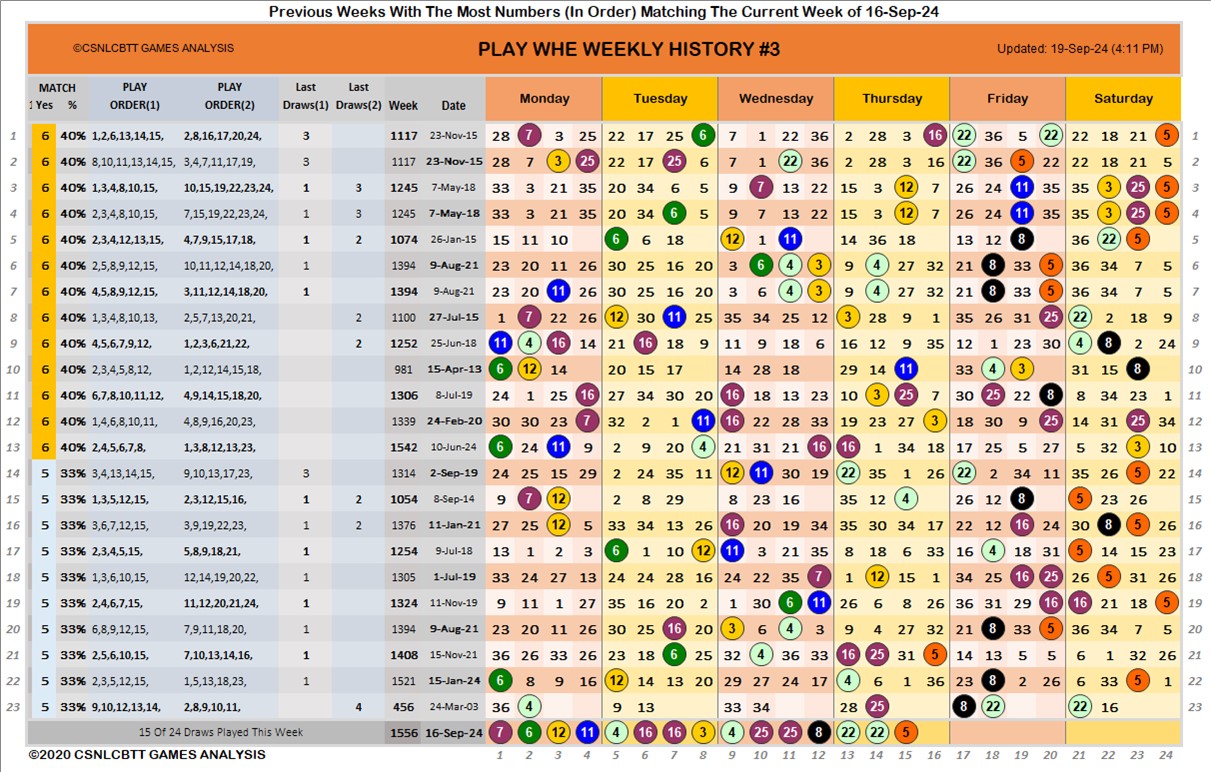 Previous Weeks With The Most Numbers (In Order) Matching The Current Week of 16-Sep-24
©CSNLCBTT GAMES ANALYSIS PLAY WHE WEEKLY HISTORY #3 Updated: 19-Sep-24 (4:11 PM)
MATCH PLAY PLAY Last Last
1 Yes % ORDER(1) ORDER(2) Draws(1) Draws(2) Week Date Monday Tuesday Wednesday Thursday Friday Saturday
1 6 40% 1,2,6,13,14,15, 2,8,16,17,20,24, 3 1117 23-Nov-15 28 7 3 25 22 17 25 6 7 1 22 36 2 28 3 16 22 36 5 22 22 18 21 5 1
2 6 40% 8,10,11,13,14,15, 3,4,7,11,17,19, 3 1117 23-Nov-15 28 7 3 25 22 17 25 6 7 1 22 36 2 28 3 16 22 36 5 22 22 18 21 5 2
3 6 40% 1,3,4,8,10,15, 10,15,19,22,23,24, 1 3 1245 7-May-18 33 3 21 35 20 34 6 5 9 7 13 22 15 3 12 7 26 24 11 35 35 3 25 5 3
4 6 40% 2,3,4,8,10,15, 7,15,19,22,23,24, 1 3 1245 7-May-18 33 3 21 35 20 34 6 5 9 7 13 22 15 3 12 7 26 24 11 35 35 3 25 5 4
5 6 40% 2,3,4,12,13,15, 4,7,9,15,17,18, 1 2 1074 26-Jan-15 15 11 10 6 6 18 12 1 11 14 36 18 13 12 8 36 22 5 5
6 6 40% 2,5,8,9,12,15, 10,11,12,14,18,20, 1 1394 9-Aug-21 23 20 11 26 30 25 16 20 3 6 4 3 9 4 27 32 21 8 33 5 36 34 7 5 6
7 6 40% 4,5,8,9,12,15, 3,11,12,14,18,20, 1 1394 9-Aug-21 23 20 11 26 30 25 16 20 3 6 4 3 9 4 27 32 21 8 33 5 36 34 7 5 7
8 6 40% 1,3,4,8,10,13, 2,5,7,13,20,21, 2 1100 27-Jul-15 1 7 22 26 12 30 11 25 35 34 25 12 3 28 9 1 35 26 31 25 22 2 18 9 8
9 6 40% 4,5,6,7,9,12, 1,2,3,6,21,22, 2 1252 25-Jun-18 11 4 16 14 21 16 18 9 11 9 18 6 16 12 9 35 12 1 23 30 4 8 2 24 9
10 6 40% 2,3,4,5,8,12, 1,2,12,14,15,18, 981 15-Apr-13 6 12 14 20 15 17 14 28 18 29 14 11 33 4 3 31 15 8 10
11 6 40% 6,7,8,10,11,12, 4,9,14,15,18,20, 1306 8-Jul-19 24 1 25 16 27 34 30 20 16 18 13 23 10 3 25 7 30 25 22 8 8 34 23 1 11
12 6 40% 1,4,6,8,10,11, 4,8,9,16,20,23, 1339 24-Feb-20 30 30 23 7 32 2 1 11 16 22 28 33 19 23 27 3 18 30 9 25 14 31 25 34 12
13 6 40% 2,4,5,6,7,8, 1,3,8,12,13,23, 1542 10-Jun-24 6 24 11 9 2 9 20 4 21 31 21 16 16 1 34 18 17 25 5 27 5 32 3 10 13
14 5 33% 3,4,13,14,15, 9,10,13,17,23, 3 1314 2-Sep-19 24 25 15 29 2 24 35 11 12 11 30 19 22 35 1 26 22 2 34 11 35 26 5 22 14
15 5 33% 1,3,5,12,15, 2,3,12,15,16, 1 2 1054 8-Sep-14 9 7 12 2 8 29 8 23 16 35 12 4 26 12 8 5 23 26 15
16 5 33% 3,6,7,12,15, 3,9,19,22,23, 1 2 1376 11-Jan-21 27 25 12 5 33 34 13 26 16 20 19 34 35 30 34 17 22 12 16 24 30 8 5 26 16
17 5 33% 2,3,4,5,15, 5,8,9,18,21, 1 1254 9-Jul-18 13 1 2 3 6 1 10 12 11 3 21 35 8 18 6 33 16 4 18 31 5 14 15 23 17
18 5 33% 1,3,6,10,15, 12,14,19,20,22, 1 1305 1-Jul-19 33 24 27 13 24 24 28 16 24 22 35 7 1 12 15 1 34 25 16 25 26 5 31 26 18
19 5 33% 2,4,6,7,15, 11,12,20,21,24, 1 1324 11-Nov-19 9 11 1 27 35 16 20 2 1 30 6 11 26 6 8 26 36 31 29 16 16 21 18 5 19
20 5 33% 6,8,9,12,15, 7,9,11,18,20, 1 1394 9-Aug-21 23 20 11 26 30 25 16 20 3 6 4 3 9 4 27 32 21 8 33 5 36 34 7 5 20
21 5 33% 2,5,6,10,15, 7,10,13,14,16, 1 1408 15-Nov-21 36 26 33 26 23 18 6 25 32 4 36 33 16 25 31 5 14 13 5 5 6 1 32 26 21
22 5 33% 2,3,5,12,15, 1,5,13,18,23, 1 1521 15-Jan-24 6 8 9 16 12 14 13 20 29 27 24 17 4 6 1 36 23 8 2 26 6 33 5 1 22
23 5 33% 9,10,12,13,14, 2,8,9,10,11, 4 456 24-Mar-03 36 4 9 13 33 34 28 25 8 22 22 16 23
15 Of 24 Draws Played This Week 1556 16-Sep-24 7 6 12 11 4 16 16 3 4 25 25 8 22 22 5
©2020 CSNLCBTT GAMES ANALYSIS 1 2 3 4 5 6 7 8 9 10 11 12 13 14 15 16 17 18 19 20 21 22 23 24